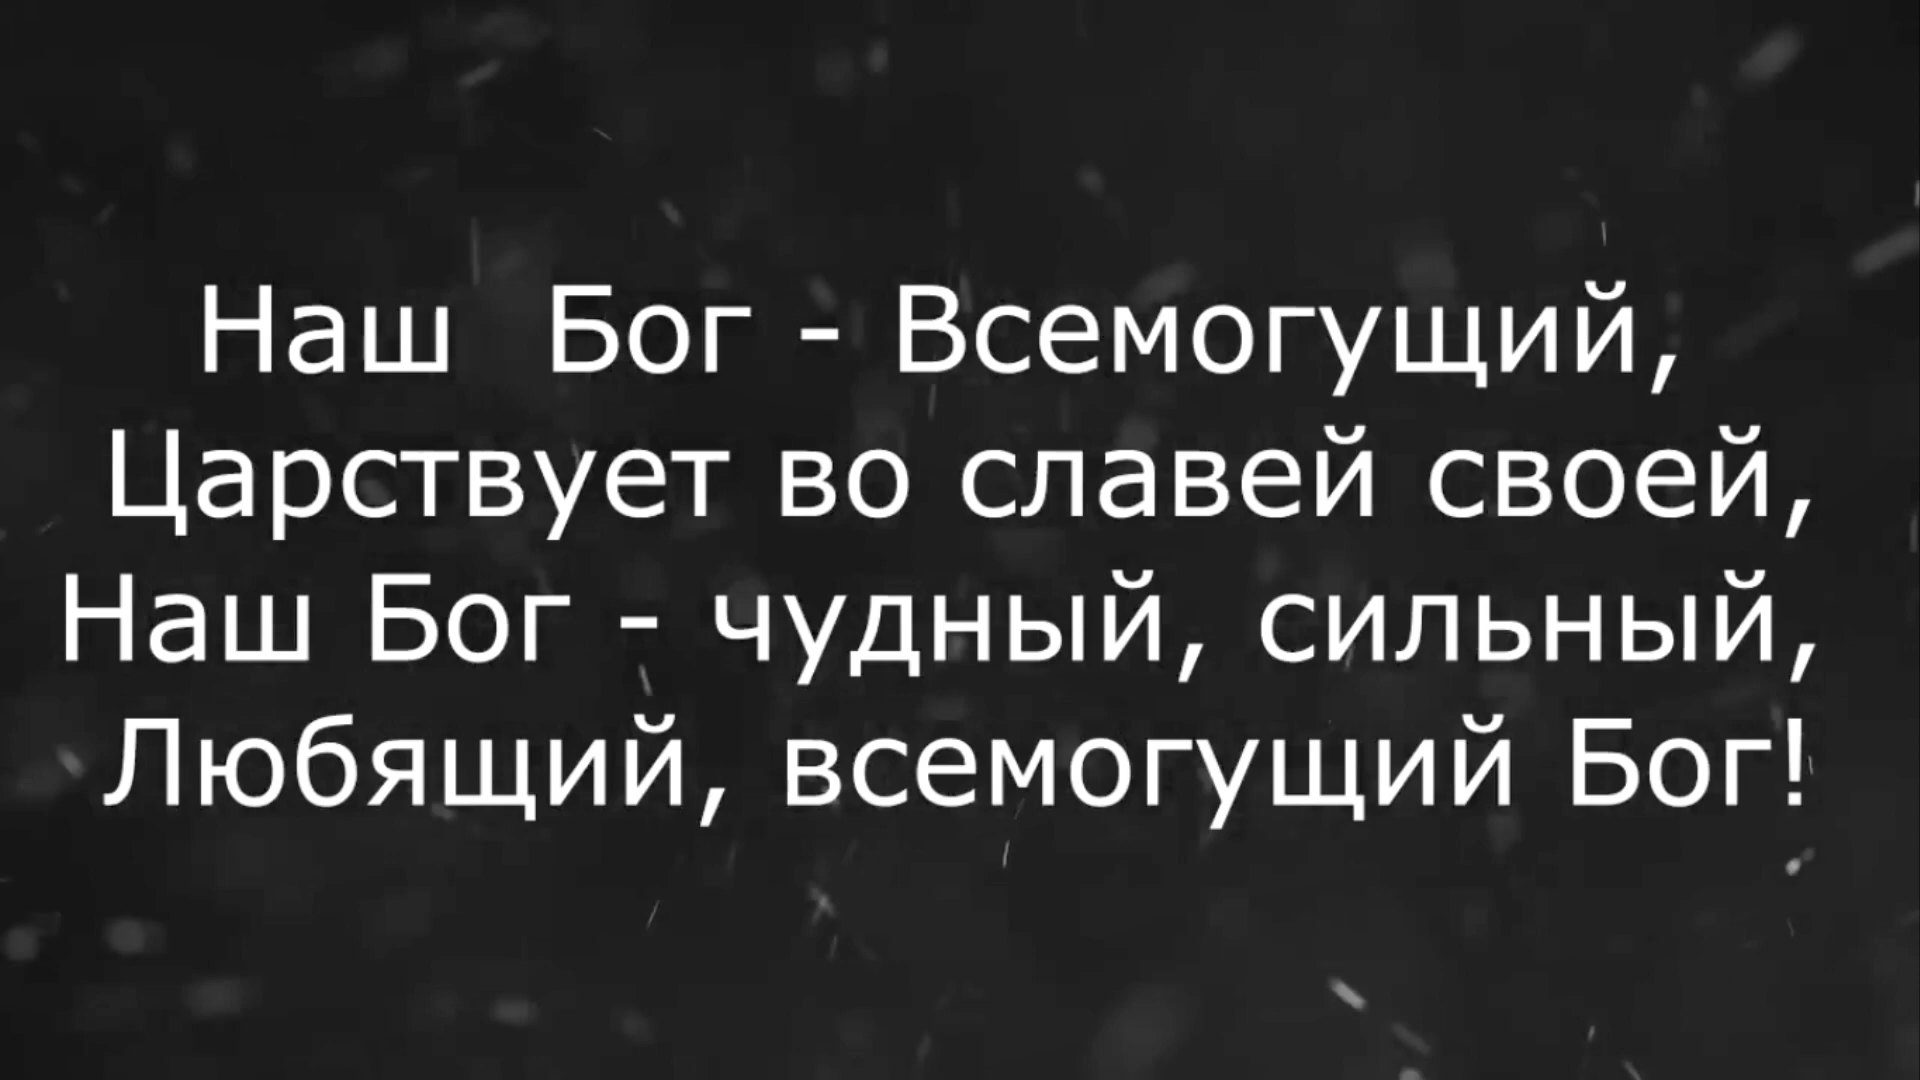 Наш  Бог - Всемогущий,
Царствует во славей своей,
Наш Бог - чудный, сильный,
Любящий, всемогущий Бог!